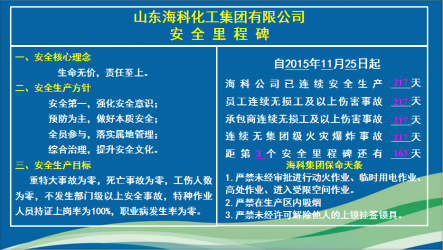 山东海科化工集团有限公司
安全里程碑
一、安全核心理念
生命无价，责任至上。
二、安全生产方针
安全第一，强化安全意识；
预防为主，做好本质安全；
全员参与，落实属地管理；
综合治理，提升安全文化。
三、安全生产目标
重特大事故为零，死亡事故为零，工伤人数
为零，不发生部门级以上安全事故，特种作业
人员持证上岗率为100%，职业病发生率为零。
自2015年11月25日起
海科公司已连续安全生产 217 天
员工连续无损工及以上伤害事故 217 天
承包商连续无损工及以上伤害事故 217 天
连续无集团级火灾爆炸事故 217 天
距第 3 个安全里程碑还有 165 天
海科集团保命天条
1. 严禁未经审批进行动火作业、临时用电作业、
高处作业、进入受限空间作业。
2. 严禁在生产区内吸烟
3. 严禁未经许可解除他人的上锁挂签锁具。